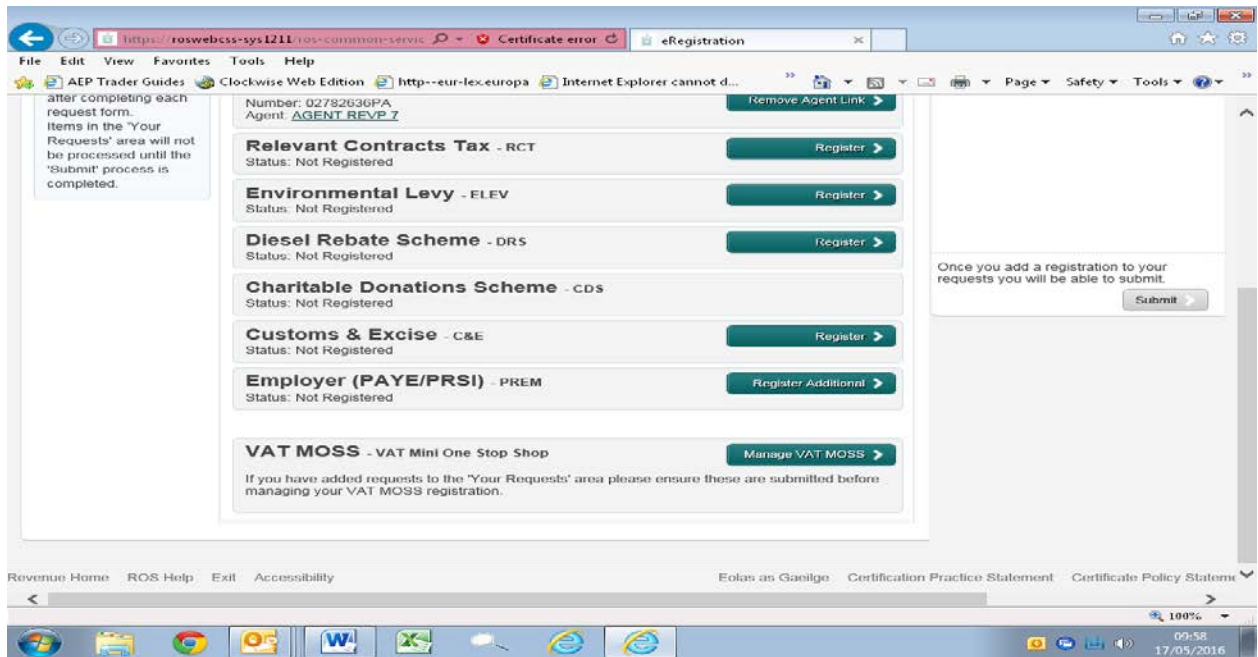 https://roswebcss-sys1211/ros-common-servic
Certificate error
eRegistration
File Edit View Favorites Tools Help
AEP Trader Guides Clockwise Web Edition http--eur-lex.europa Internet Explorer cannot d...
Page Safety Tools
after completing each
request form.
Items in the 'Your
Requests' area will not
be processed until the
'Submit' process is
completed.
Number: 02782636PA
Agent: AGENT REVP 7
Remove Agent Link
Relevant Contracts Tax - RCT
Status: Not Registered
Register
Environmental Levy - ELEV
Status: Not Registered
Register
Diesel Rebate Scheme - DRS
Status: Not Registered
Register
Charitable Donations Scheme - CDS
Status: Not Registered
Customs & Excise - C&E
Status: Not Registered
Register
Employer (PAYE/PRSI) - PREM
Status: Not Registered
Register Additional
VAT MOSS - VAT Mini One Stop Shop
Manage VAT MOSS
If you have added requests to the 'Your Requests' area please ensure these are submitted before
managing your VAT MOSS registration.
Once you add a registration to your
requests you will be able to submit.
Submit
Revenue Home ROS Help Exit Accessibility
Eolas as Gaeilge Certification Practice Statement Certificate Policy Stateme
100%
09:58
17/05/2016